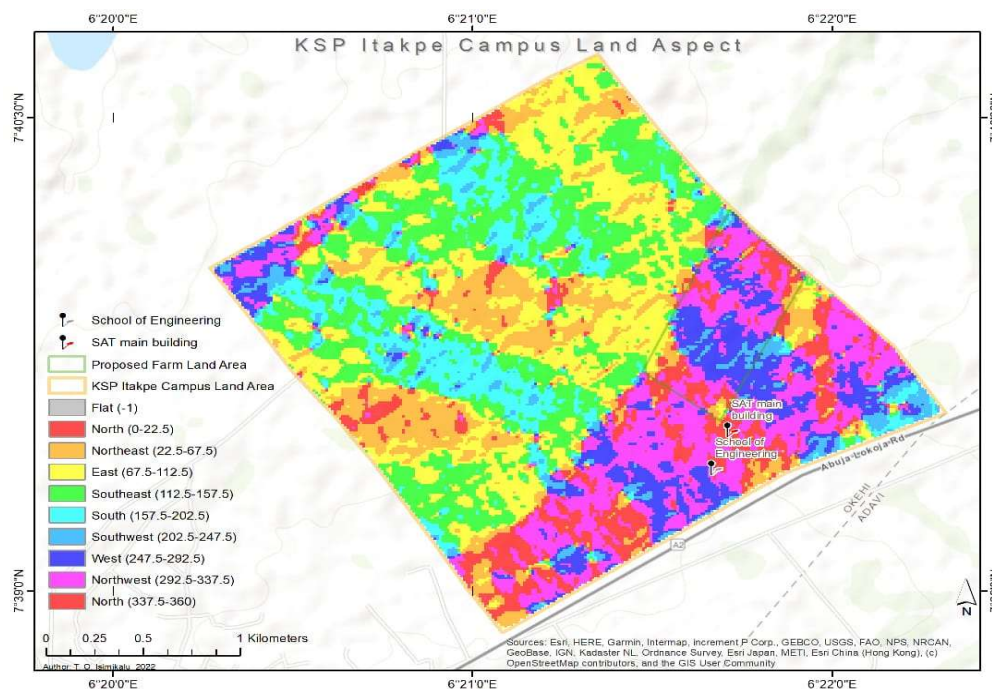 6°20'0"E
6°21'0"E
6°22'0"E
KSP Itakpe Campus Land Aspect
7°40'30"N
School of Engineering
SAT main building
Proposed Farm Land Area
KSP Itakpe Campus Land Area
Flat (-1)
North (0-22.5)
Northeast (22.5-67.5)
East (67.5-112.5)
Southeast (112.5-157.5)
South (157.5-202.5)
Southwest (202.5-247.5)
West (247.5-292.5)
Northwest (292.5-337.5)
North (337.5-360)
SAT main
building
School of
Engineering
Abuja Lokoja Rd
OKEHI
ADAVI
A2
7°39'0"N
N
0 0.25 0.5 1 Kilometers
Author: T. O. Isimikalu, 2022
Sources: Esri, HERE, Garmin, Intermap, increment P Corp., GEBCO, USGS, FAO, NPS, NRCAN,
GeoBase, IGN, Kadaster NL, Ordnance Survey, Esri Japan, METI, Esri China (Hong Kong), (c)
OpenStreetMap contributors, and the GIS User Community
6°20'0"E
6°21'0"E
6°22'0"E